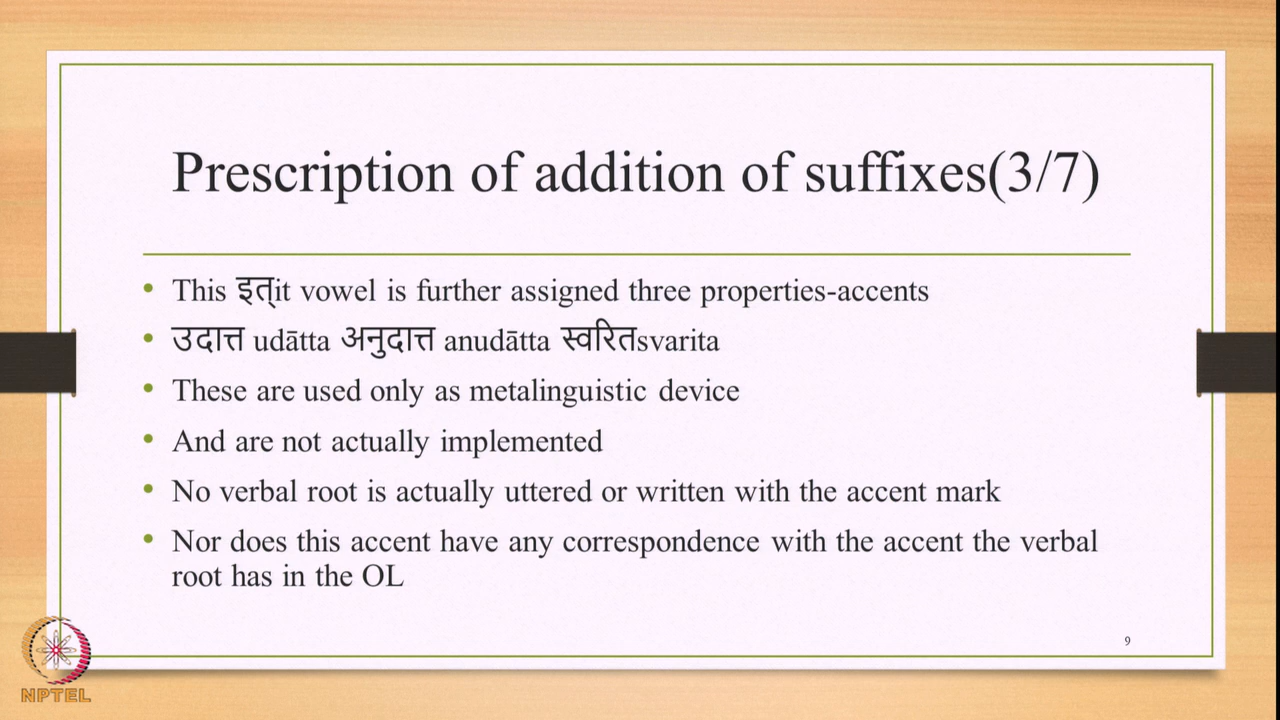 Prescription of addition of suffixes(3/7)
• This इत्it vowel is further assigned three properties-accents
• उदात्त udātta अनुदात्त anudātta स्वरितsvarita
• These are used only as metalinguistic device
• And are not actually implemented
• No verbal root is actually uttered or written with the accent mark
• Nor does this accent have any correspondence with the accent the verbal
root has in the OL
9
NPTEL